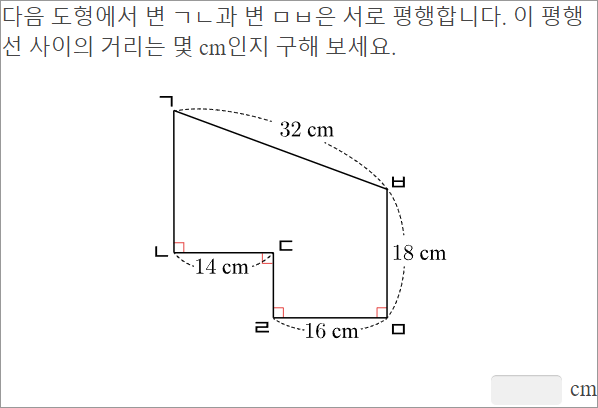 다음 도형에서 변 ㄱㄴ과 변 ㅁㅂ은 서로 평행합니다. 이 평행
선 사이의 거리는 몇 cm인지 구해 보세요.
ㄱ
32 cm
ㅂ
ㄴ
ㄷ
14 cm
18 cm
ㄹ
16 cm
ㅁ
cm